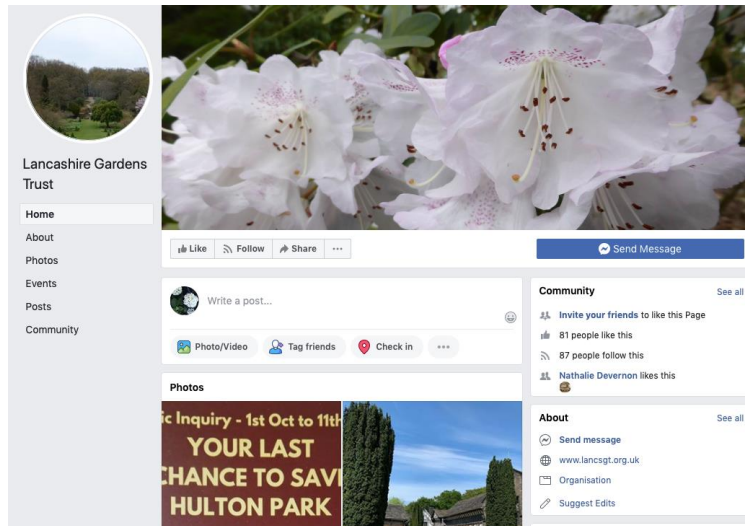 Lancashire Gardens
Trust
Home
About
Photos
Events
Posts
Community
Like
Follow
Share
Send Message
Write a post...
Photo/Video
Tag friends
Check in
Photos
ic Inquiry - 1st Oct to 11th
YOUR LAST
CHANCE TO SAVE
HULTON PARK
Community
See all
Invite your friends to like this Page
81 people like this
87 people follow this
Nathalie Devernon likes this
About
See all
Send message
www.lancsgt.org.uk
Organisation
Suggest Edits